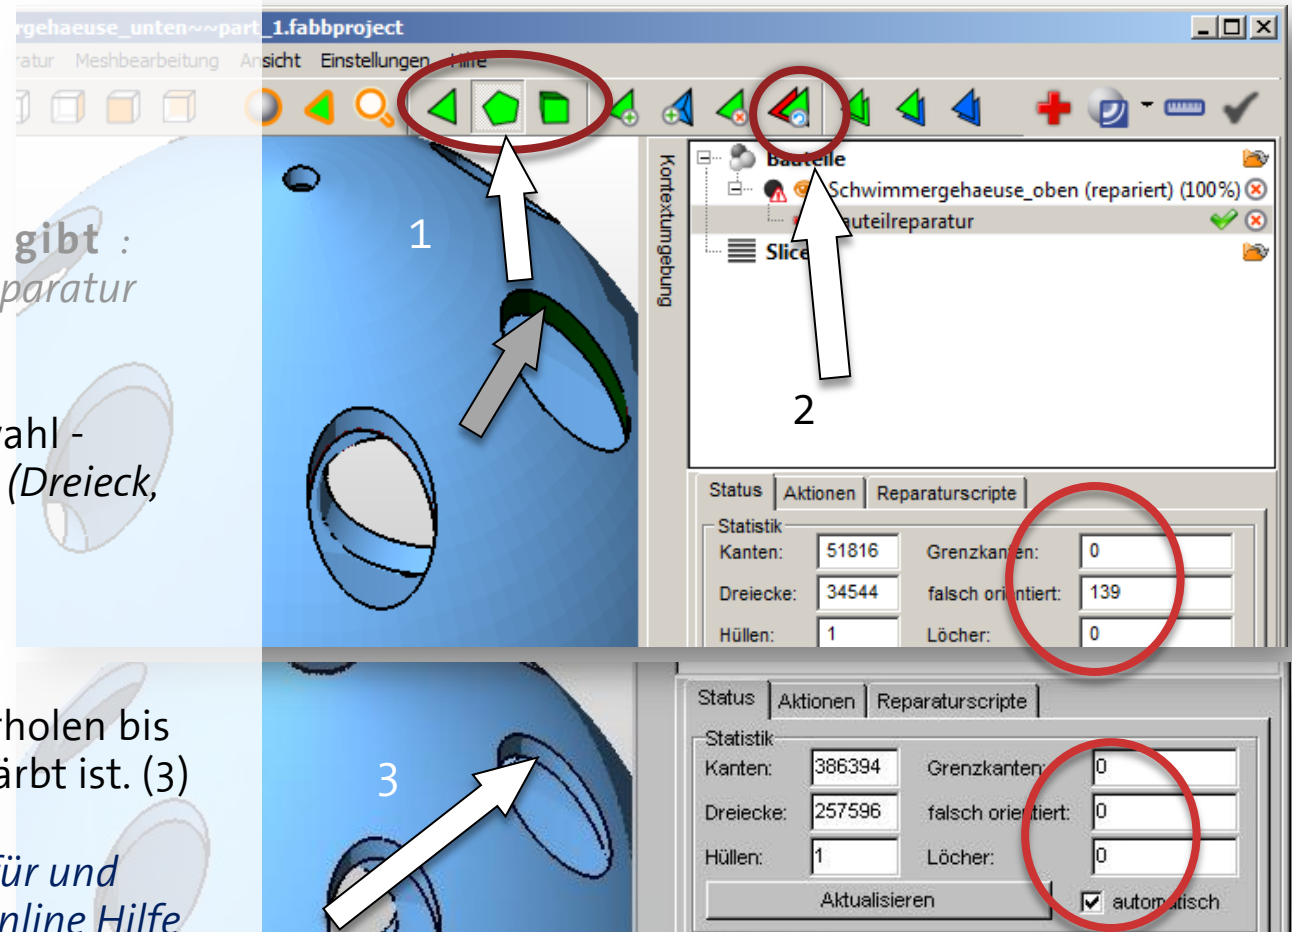 rgehaeuse_unten~~part_1.fabbproject
ratur Meshbearbeitung Ansicht Einstellungen Hilfe
1
Kontextumgebung
Bauteile
Schwimmergehaeuse_oben (repariert) (100%)
auteilreparatur
Slice
2
gibt :
paratur
ahl -
(Dreieck,
Status Aktionen Reparaturscripte
Statistik
Kanten: 51816 Grenzkanten: 0
Dreiecke: 34544 falsch orientiert: 139
Hüllen: 1 Löcher: 0
rholen bis
ärbt ist. (3)
für und
nline Hilfe
3
Status Aktionen Reparaturscripte
Statistik
Kanten: 386394 Grenzkanten: 0
Dreiecke: 257596 falsch orientiert: 0
Hüllen: 1 Löcher: 0
Aktualisieren automatisch